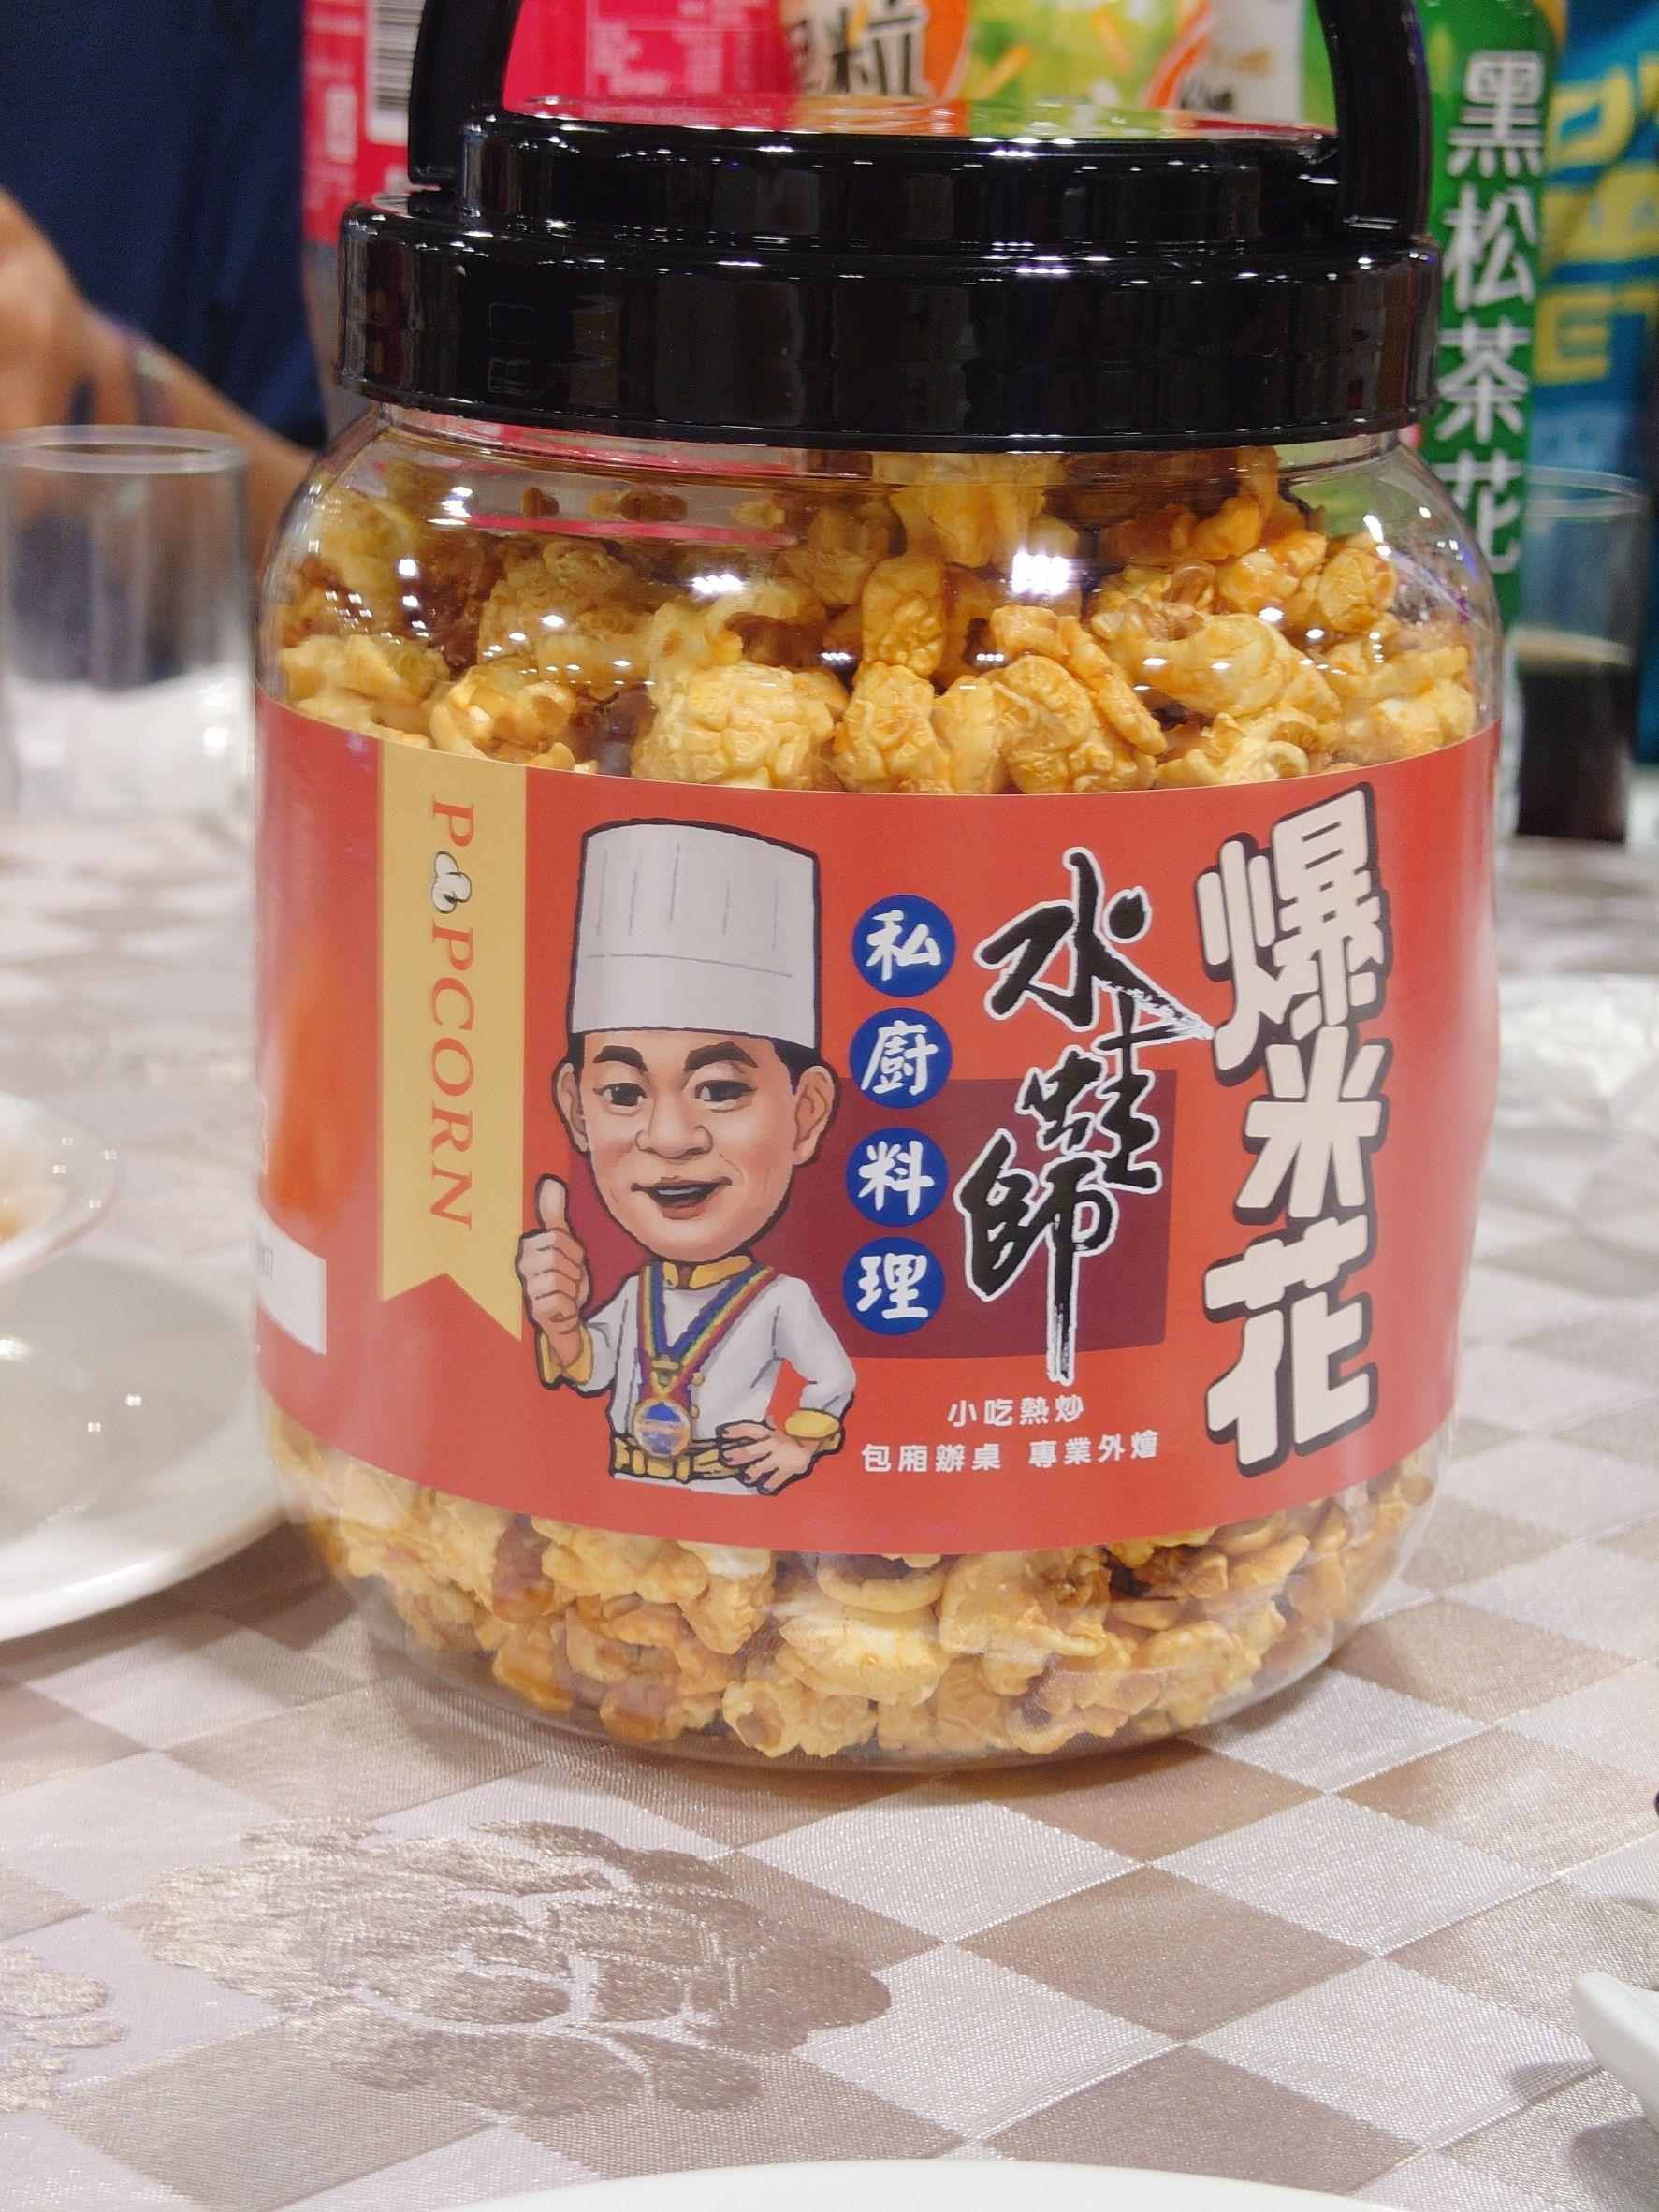 爆米花
水蛙師
私廚料理
小吃熱炒
包廂辦桌 專業外燴
POPCORN
黑松茶花
粒